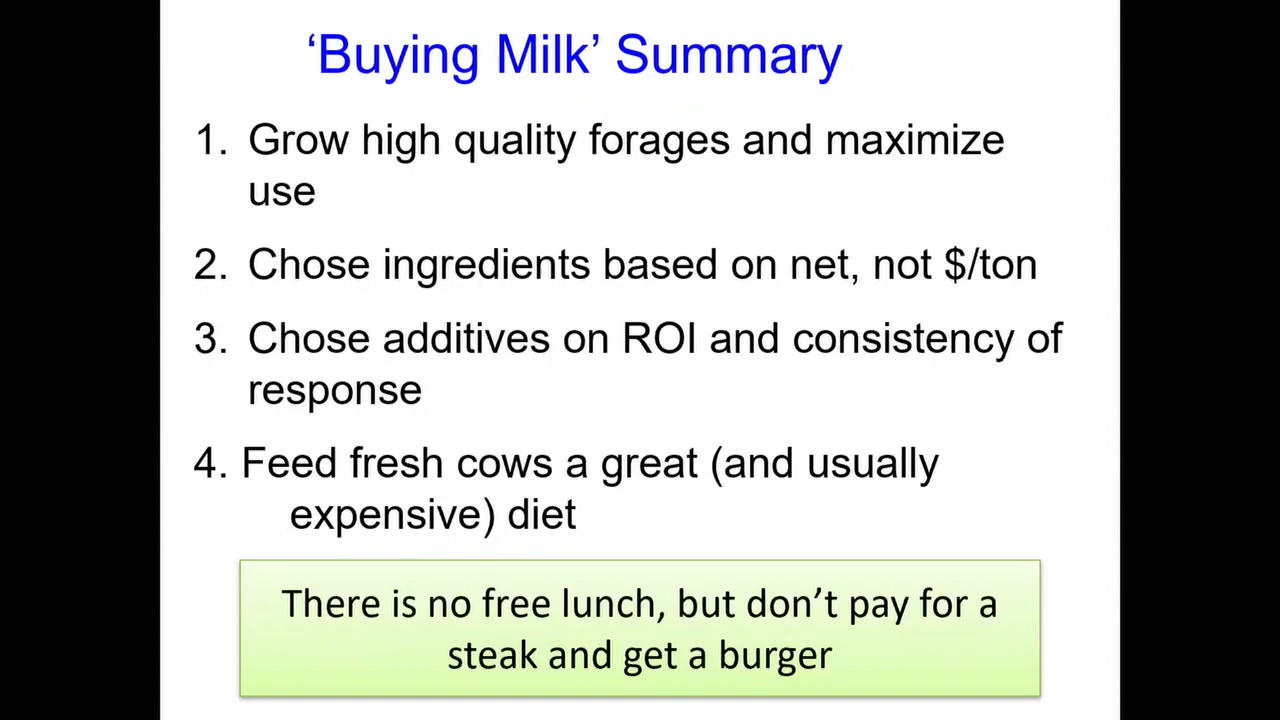 ‘Buying Milk’ Summary
1. Grow high quality forages and maximize
use
2. Chose ingredients based on net, not $/ton
3. Chose additives on ROI and consistency of
response
4. Feed fresh cows a great (and usually
expensive) diet
There is no free lunch, but don’t pay for a
steak and get a burger